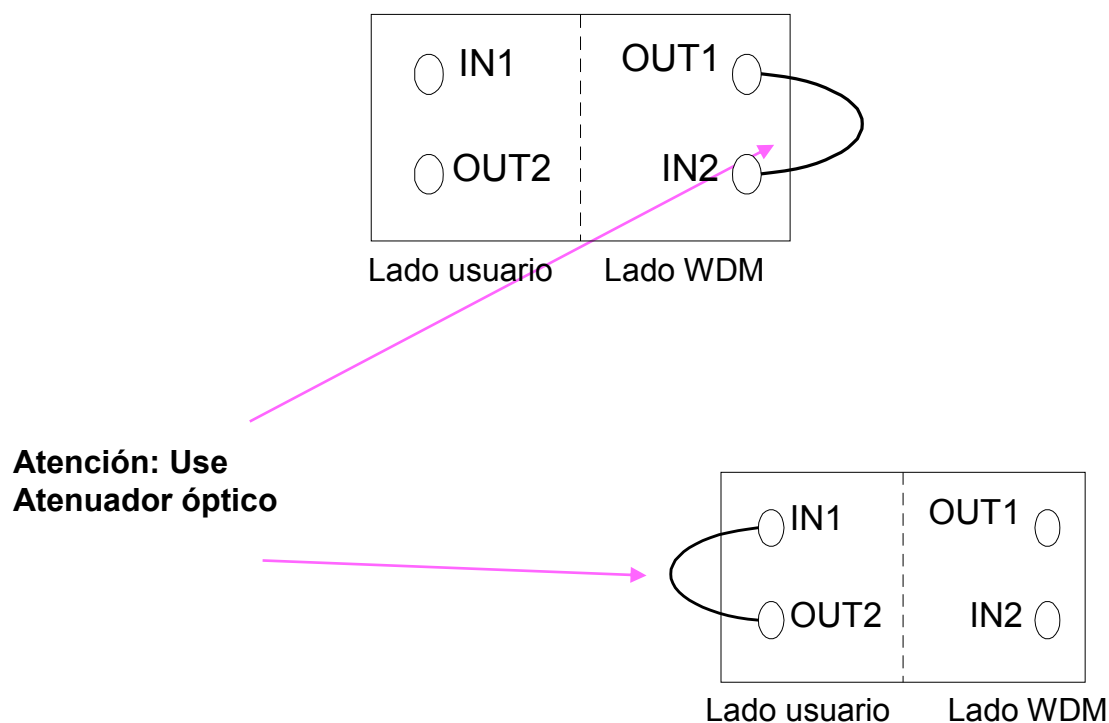 IN1
OUT1
OUT2
IN2
Lado usuario
Lado WDM
Atención: Use
Atenuador óptico
IN1
OUT1
OUT2
IN2
Lado usuario
Lado WDM